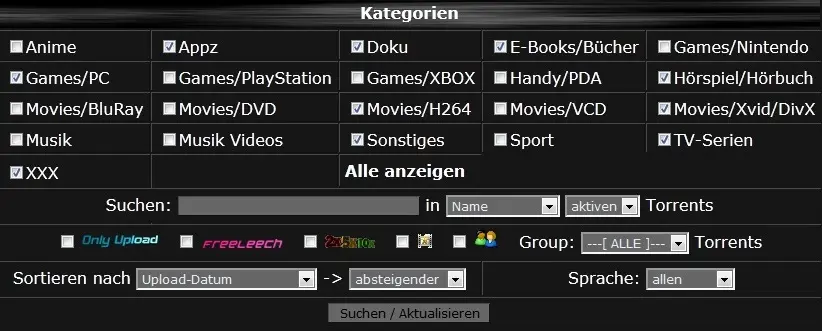 Kategorien
Anime Appz Doku E-Books/Bücher Games/Nintendo
Games/PC Games/PlayStation Games/XBOX Handy/PDA Hörspiel/Hörbuch
Movies/BluRay Movies/DVD Movies/H264 Movies/VCD Movies/Xvid/DivX
Musik Musik Videos Sonstiges Sport TV-Serien
XXX Alle anzeigen
Suchen: in Name aktiven Torrents
Only Upload FREELEECH Group: ---[ ALLE ]--- Torrents
Sortieren nach Upload-Datum -> absteigender Sprache: allen
Suchen / Aktualisieren